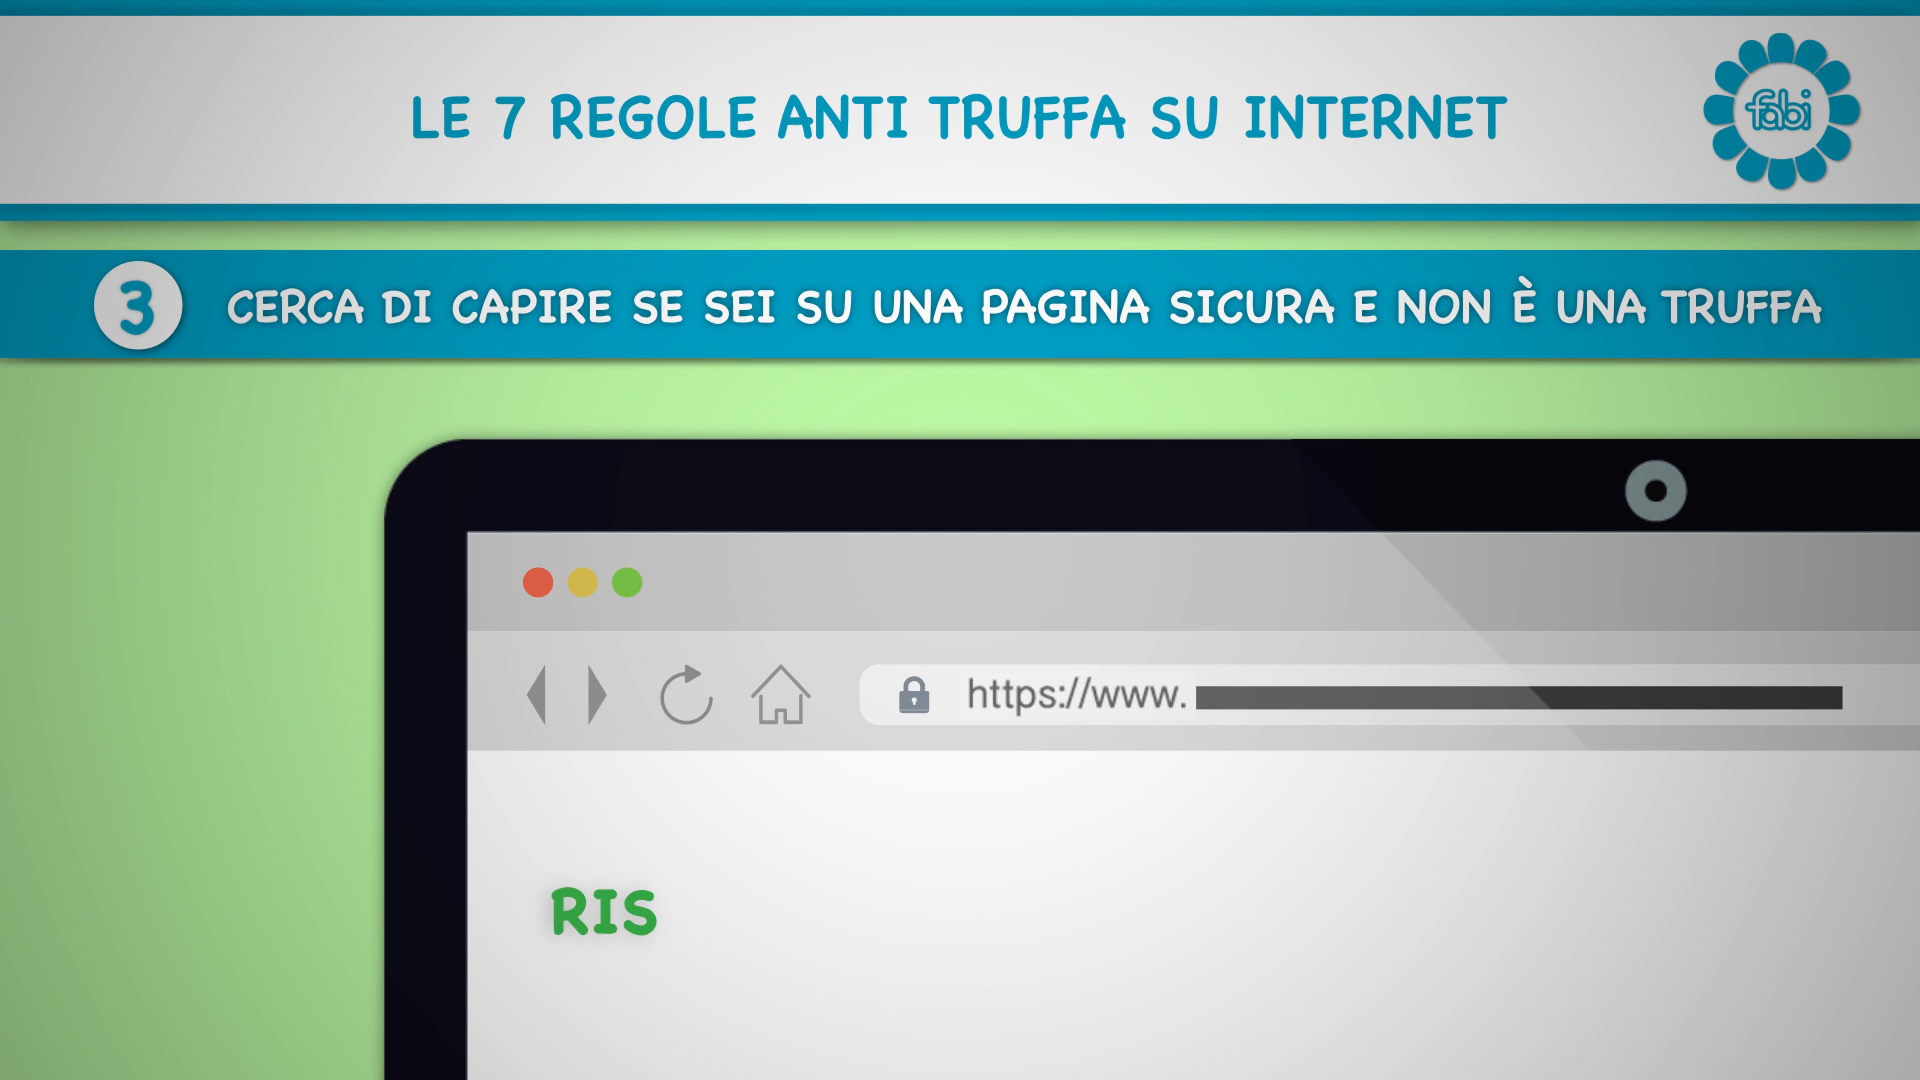 LE 7 REGOLE ANTI TRUFFA SU INTERNET
fabi
3 CERCA DI CAPIRE SE SEI SU UNA PAGINA SICURA E NON È UNA TRUFFA
https://www.
RIS